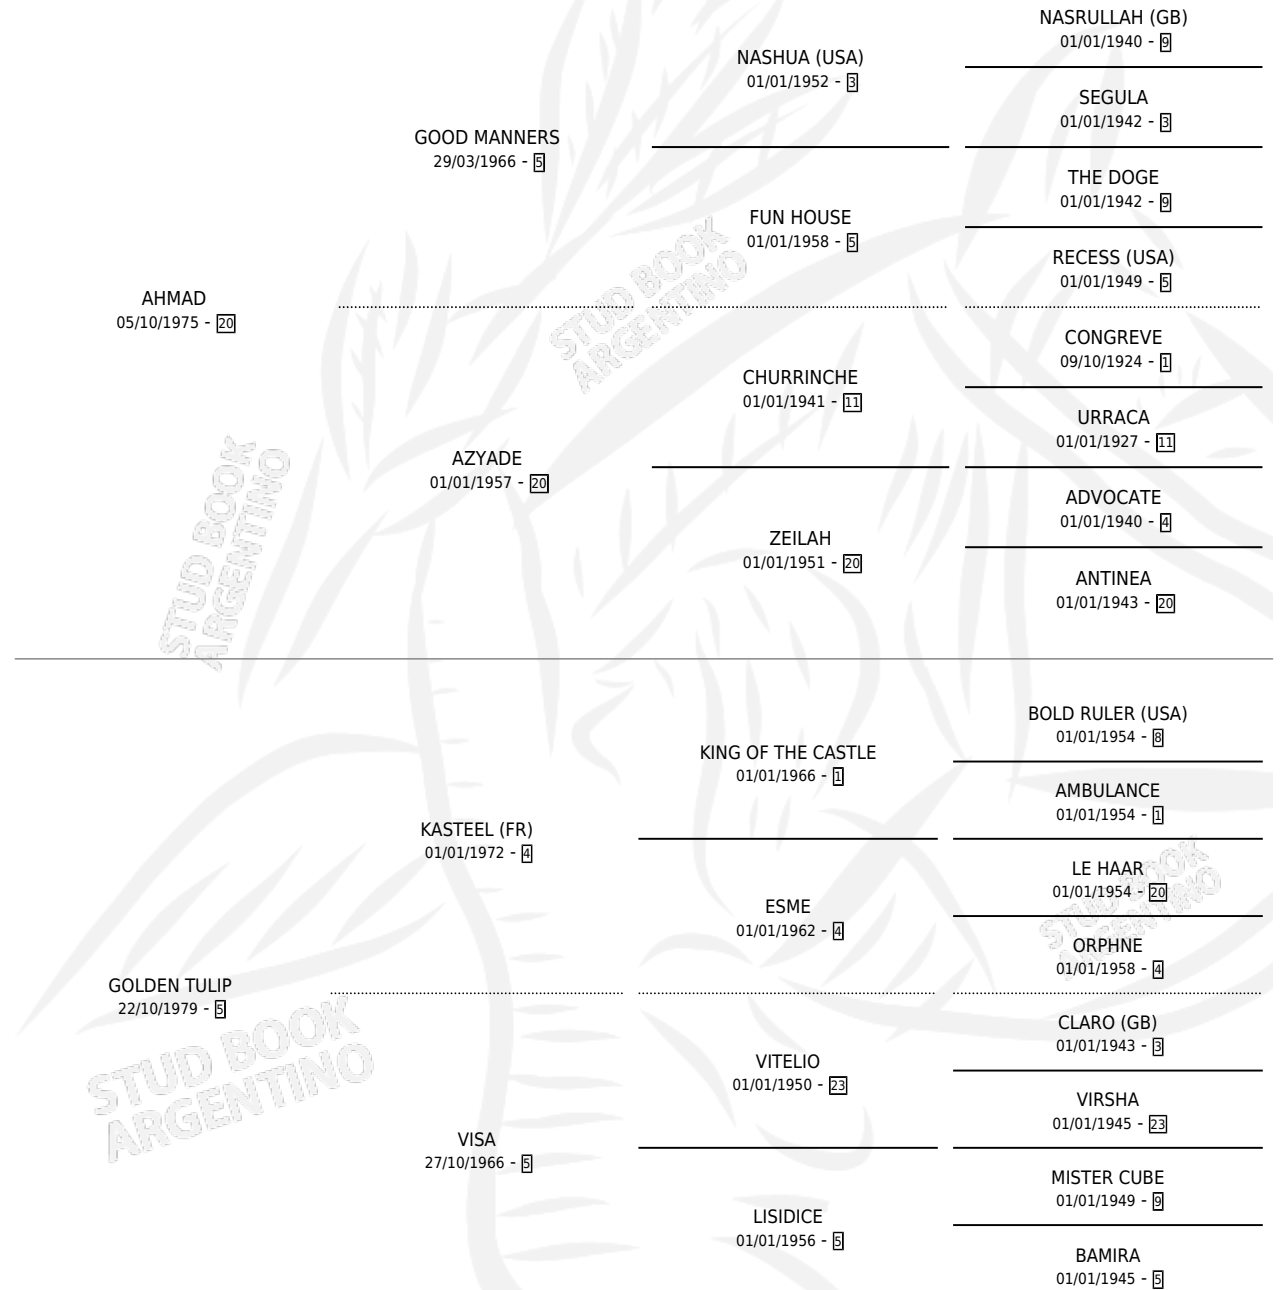 NASRULLAH (GB)
01/01/1940 - 9
NASHUA (USA)
01/01/1952 - 3
SEGULA
01/01/1942 - 3
GOOD MANNERS
29/03/1966 - 5
THE DOGE
01/01/1942 - 9
FUN HOUSE
01/01/1958 - 5
RECESS (USA)
01/01/1949 - 5
AHMAD
05/10/1975 - 20
CONGREVE
09/10/1924 - 1
CHURRINCHE
01/01/1941 - 11
URRACA
01/01/1927 - 11
AZYADE
01/01/1957 - 20
ADVOCATE
01/01/1940 - 4
ZEILAH
01/01/1951 - 20
ANTINEA
01/01/1943 - 20
BOLD RULER (USA)
01/01/1954 - 8
KING OF THE CASTLE
01/01/1966 - 1
AMBULANCE
01/01/1954 - 1
KASTEEL (FR)
01/01/1972 - 4
LE HAAR
01/01/1954 - 20
ESME
01/01/1962 - 4
ORPHNE
01/01/1958 - 4
GOLDEN TULIP
22/10/1979 - 5
CLARO (GB)
01/01/1943 - 3
VITELIO
01/01/1950 - 23
VIRSHA
01/01/1945 - 23
VISA
27/10/1966 - 5
MISTER CUBE
01/01/1949 - 9
LISIDICE
01/01/1956 - 5
BAMIRA
01/01/1945 - 5
STUD BOOK
ARGENTINO
STUD BOOK
ARGENTINO
STUD BOOK
ARGENTINO
STUD BOOK
ARGENTINO